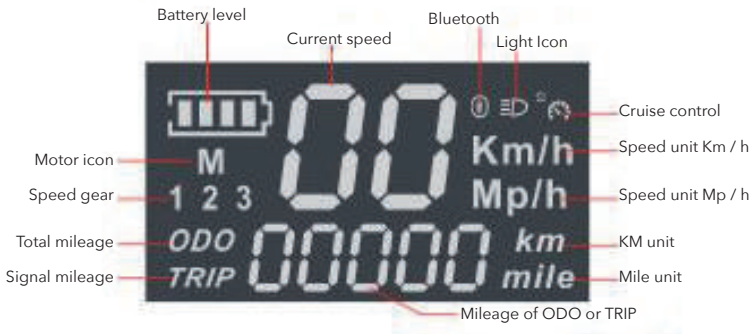 Battery level
Current speed
Bluetooth
Light Icon
Cruise control
00
Km/h
Speed unit Km / h
Motor icon
M
Speed gear
1 2 3
Mp/h
Speed unit Mp / h
Total mileage
ODO
00000
km
KM unit
Signal mileage
TRIP
mile
Mile unit
Mileage of ODO or TRIP